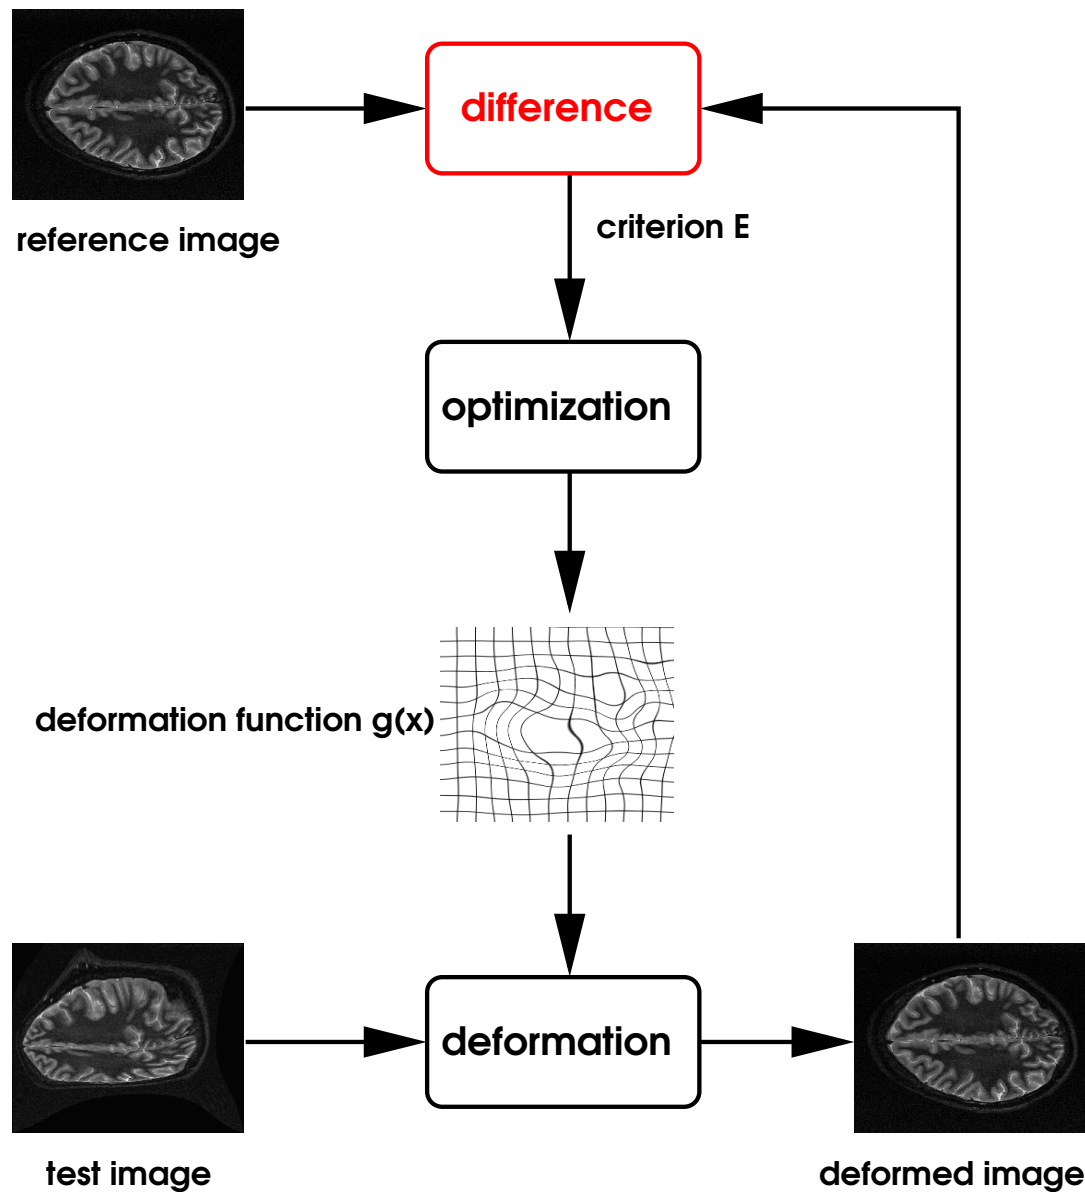 difference
reference image
criterion E
optimization
deformation function g(x)
deformation
test image
deformed image